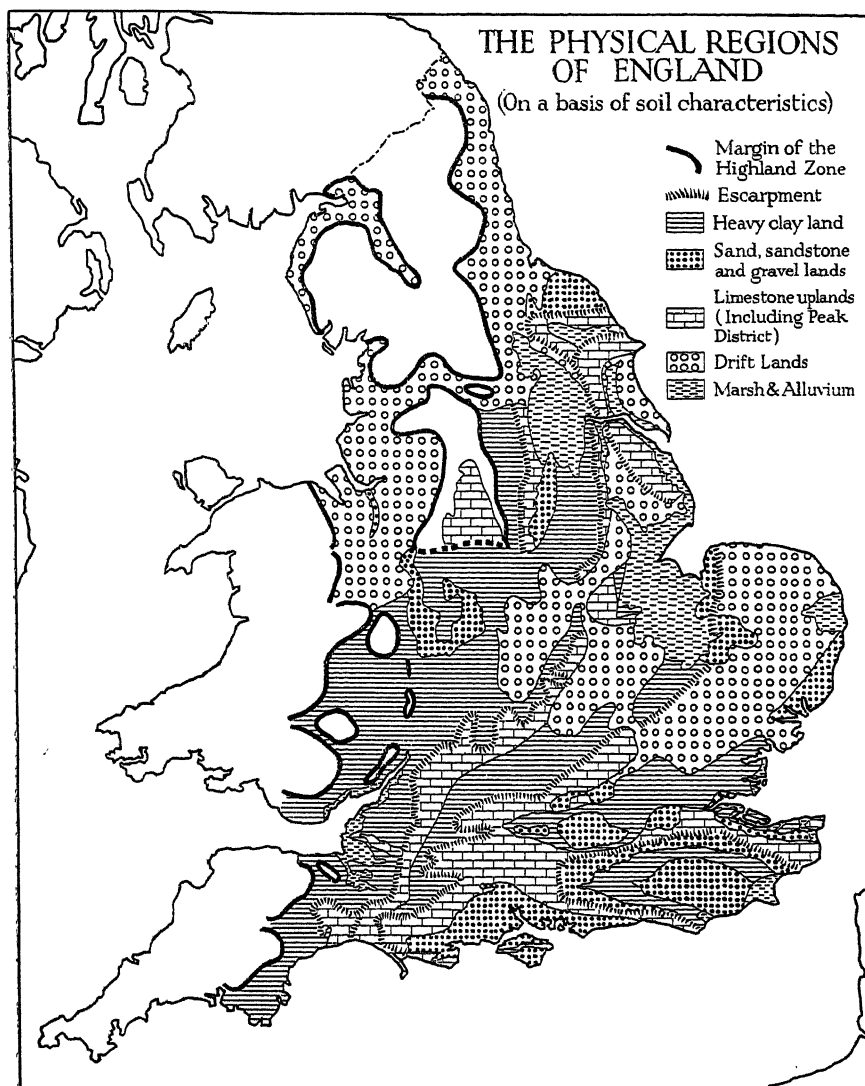 THE PHYSICAL REGIONS
OF ENGLAND
(On a basis of soil characteristics)
Margin of the
Highland Zone
Escarpment
Heavy clay land
Sand, sandstone
and gravel lands
Limestone uplands
(Including Peak
District)
Drift Lands
Marsh & Alluvium